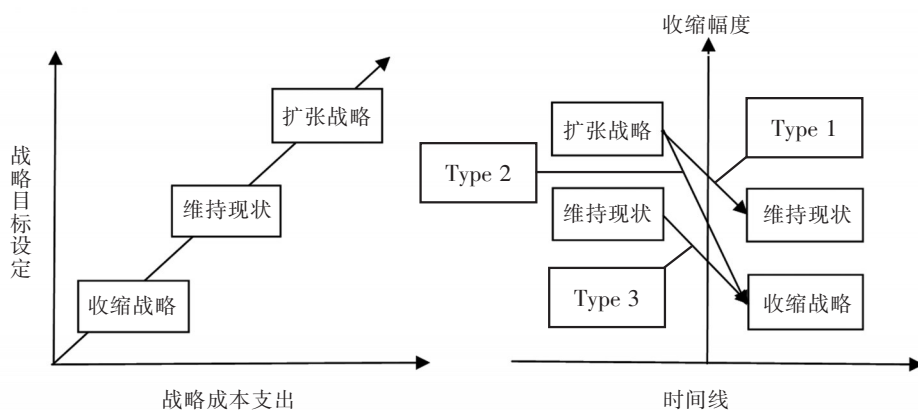 战略目标设定
扩张战略
维持现状
收缩战略
战略成本支出
收缩幅度
扩张战略
Type 1
Type 2
维持现状
维持现状
Type 3
收缩战略
时间线